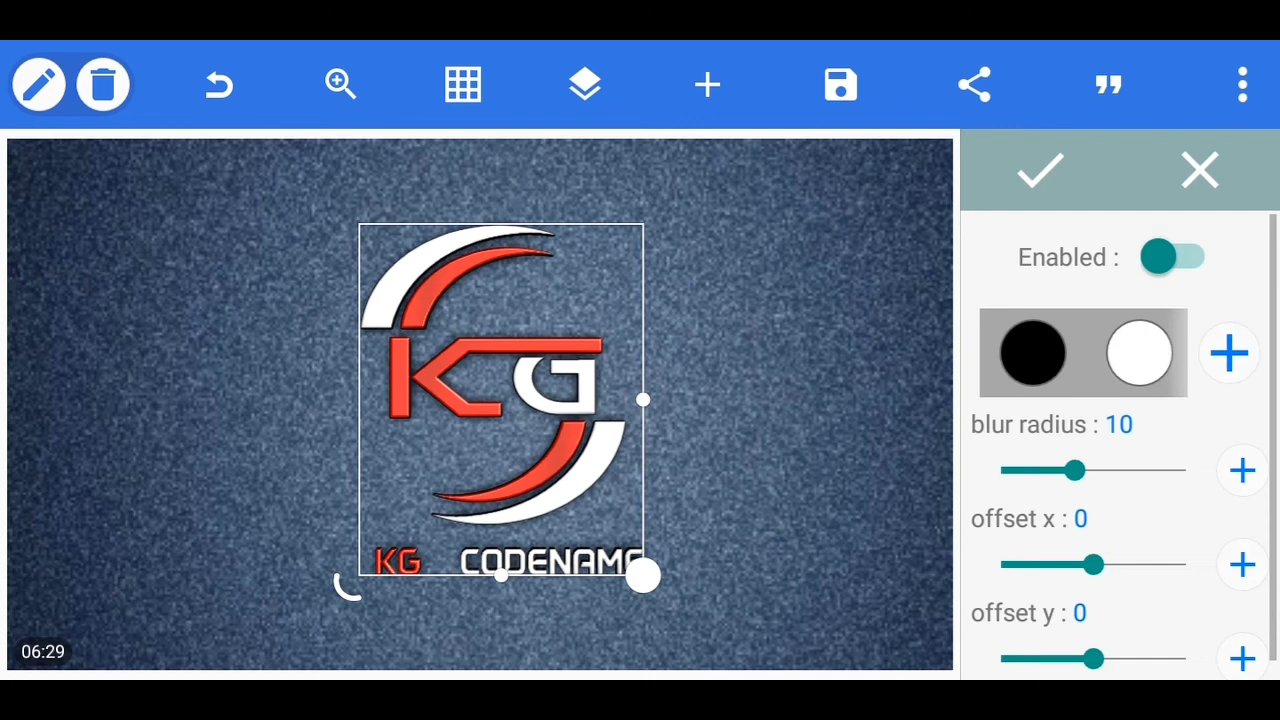 Enabled :
blur radius : 10
offset x : 0
offset y : 0
KG
KG CODENAME
06:29